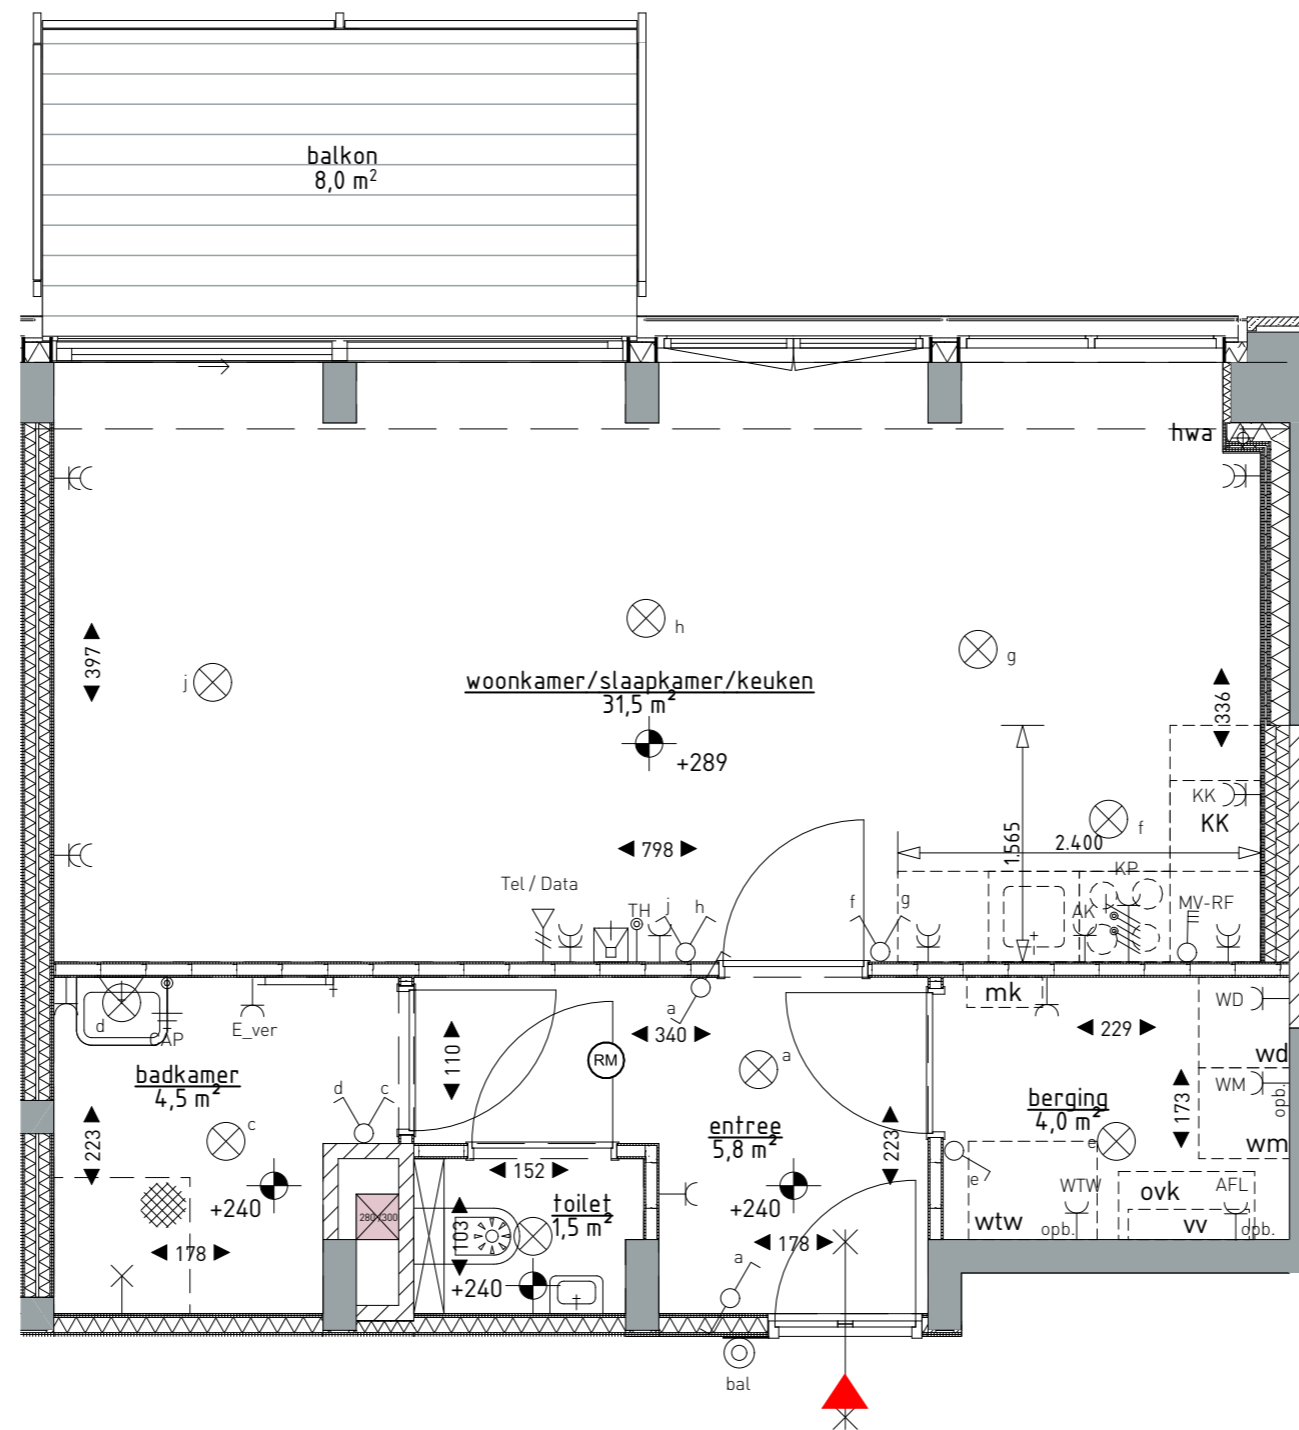 balkon
8,0 m²
hwa
h
g
j
397
woonkamer/slaapkamer/keuken
31,5 m²
336
+289
KK
KK
f
1.565
2.400
798
KP
Tel / Data
TH
j
h
f
g
AK
MV-RF
d
CAP
E_ver
a
mk
WD
340
229
110
RM
a
wd
badkamer
4,5 m²
d
c
WM
opb.
berging
4,0 m²
173
c
entree
5,8 m²
e
wm
223
223
152
e
WTW
ovk
AFL
+240
280/300
toilet
1,5 m²
+240
wtw
opb.
vv
opb.
178
103
178
a
+240
bal